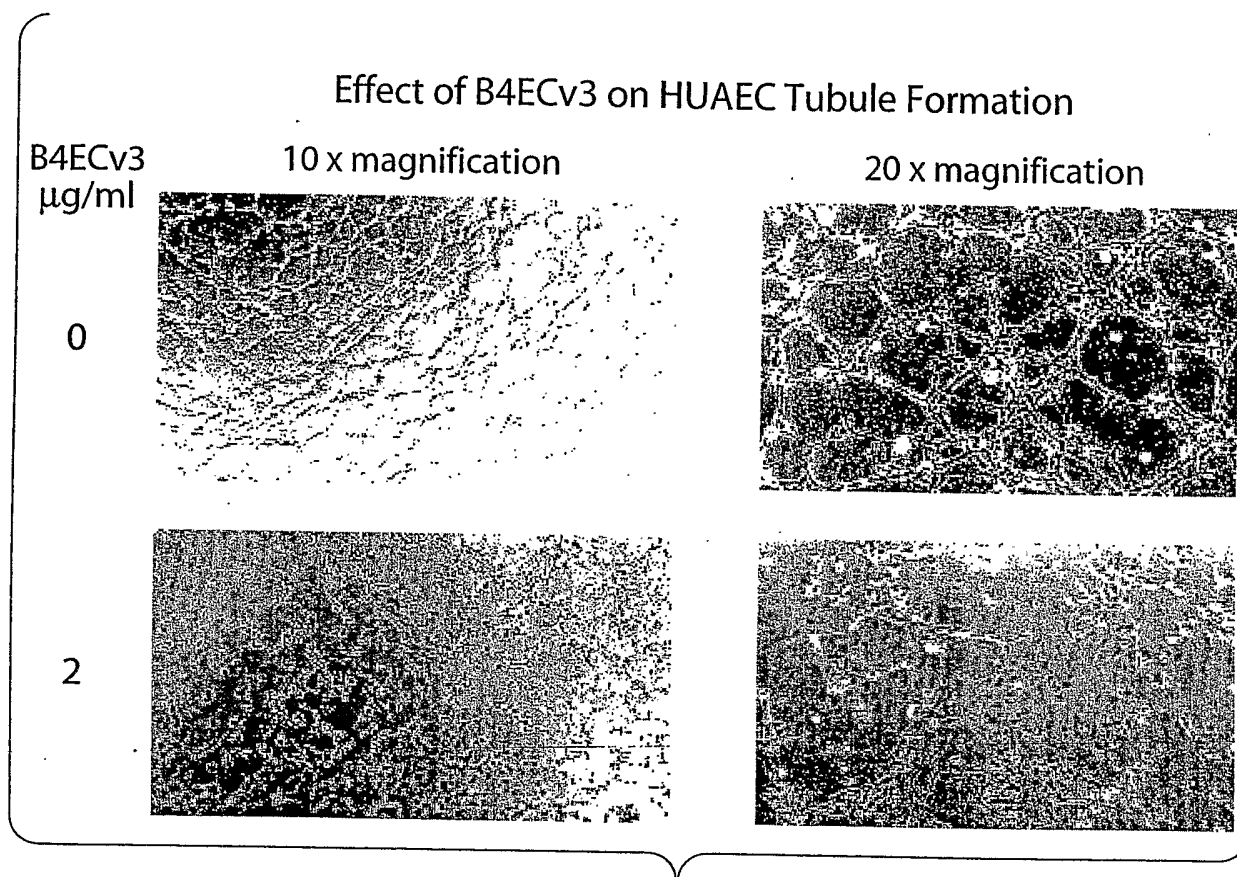 Effect of B4ECv3 on HUAEC Tubule Formation
B4ECv3
μg/ml
10 x magnification
20 x magnification
0
2